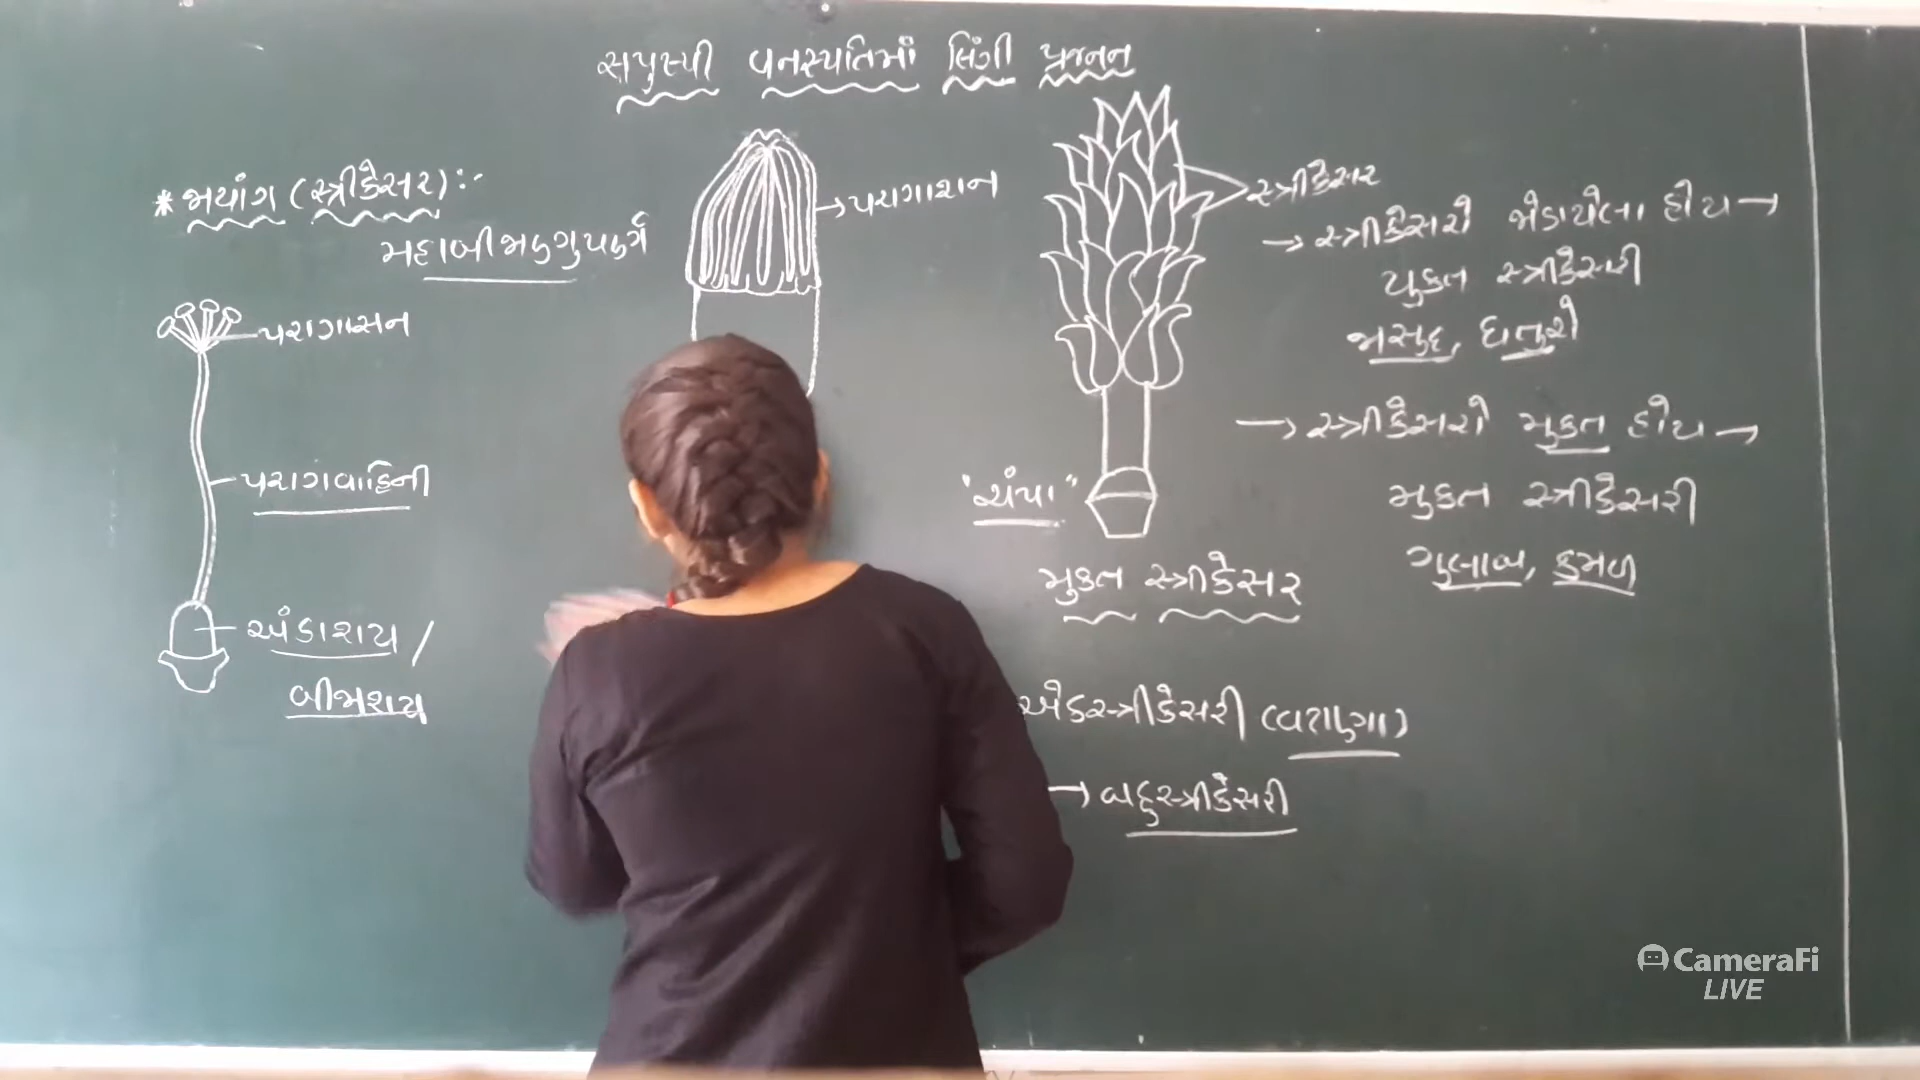 સપુષ્પી વનસ્પતિમાં લિંગી પ્રજનન
* જાયાંગ (સ્ત્રીકેસર) :-
મહાબીજાણુપર્ણ
પરાગાસન
પરાગવાહિની
અંડાશય /
બીજાશય
પરાગાશન
સ્ત્રીકેસર
"ચંપા"
મુક્ત સ્ત્રીકેસર
એકસ્ત્રીકેસરી (વટાણા)
→ બહુસ્ત્રીકેસરી
→ સ્ત્રીકેસરો જોડાયેલા હોય →
યુક્ત સ્ત્રીકેસરી
જાસુદ, ધતુરો
→ સ્ત્રીકેસરો મુક્ત હોય →
મુક્ત સ્ત્રીકેસરી
ગુલાબ, કમળ
CameraFi
LIVE